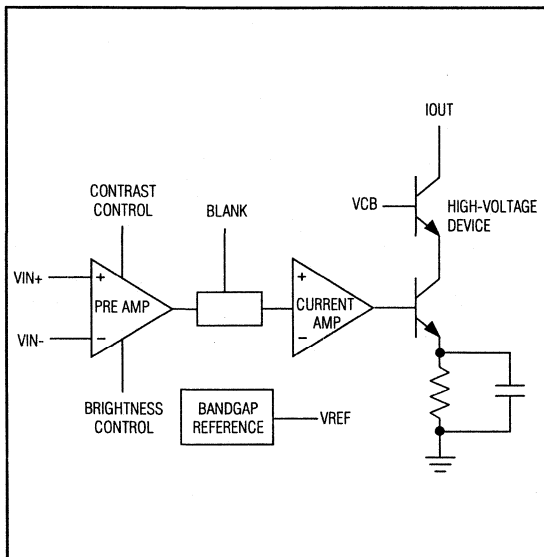 IOUT
CONTRAST
CONTROL
BLANK
VCB
HIGH-VOLTAGE
DEVICE
VIN+
+
PRE AMP
VIN-
−
+
CURRENT
AMP
−
BRIGHTNESS
CONTROL
BANDGAP
REFERENCE
VREF